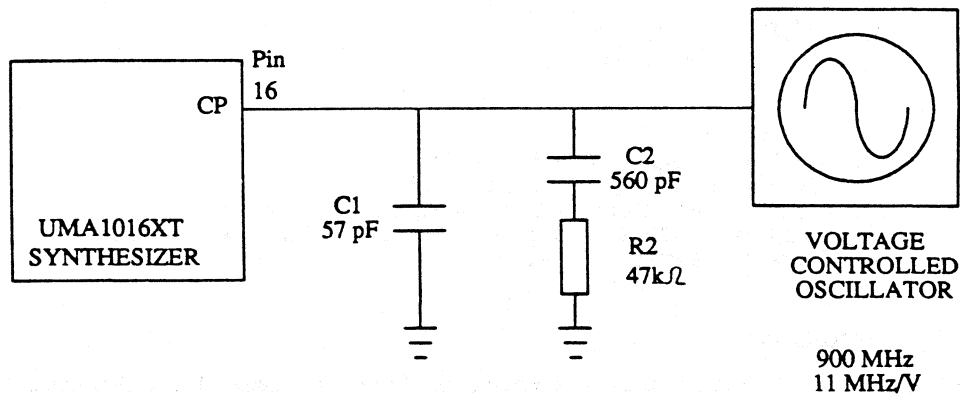 Pin
16
CP
UMA1016XT
SYNTHESIZER
C1
57 pF
C2
560 pF
R2
47kΩ
VOLTAGE
CONTROLLED
OSCILLATOR
900 MHz
11 MHz/V